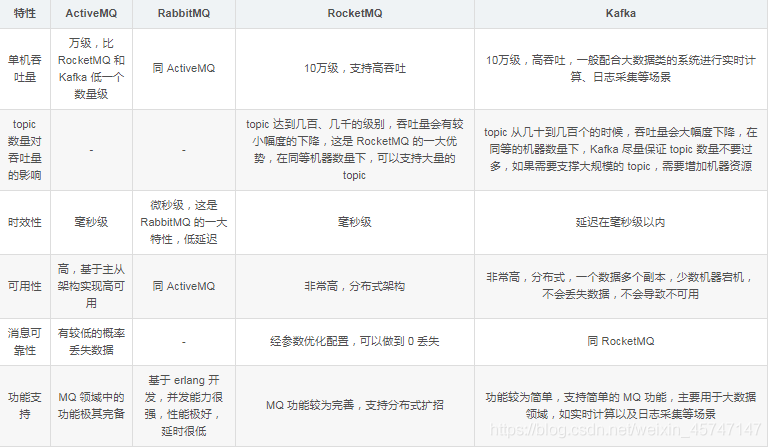 特性 ActiveMQ RabbitMQ RocketMQ Kafka
单机吞吐量
万级，比 RocketMQ 和 Kafka 低一个数量级
同 ActiveMQ
10万级，支持高吞吐
10万级，高吞吐，一般配合大数据类的系统进行实时计算、日志采集等场景
topic 数量对吞吐量的影响
-
-
topic 达到几百、几千的级别，吞吐量会有较小幅度的下降，这是 RocketMQ 的一大优势，在同等机器数量下，可以支持大量的 topic
topic 从几十到几百个的时候，吞吐量会大幅度下降，在同等的机器数量下，Kafka 尽量保证 topic 数量不要过多，如果需要支撑大规模的 topic，需要增加机器资源
时效性
毫秒级
微秒级，这是 RabbitMQ 的一大特性，低延迟
毫秒级
延迟在毫秒级以内
可用性
高，基于主从架构实现高可用
同 ActiveMQ
非常高，分布式架构
非常高，分布式，一个数据多个副本，少数机器宕机，不会丢失数据，不会导致不可用
消息可靠性
有较低的概率丢失数据
-
经参数优化配置，可以做到 0 丢失
同 RocketMQ
功能支持
MQ 领域中的功能极其完备
基于 erlang 开发，并发能力很强，性能极好，延时很低
MQ 功能较为完善，支持分布式扩招
功能较为简单，支持简单的 MQ 功能，主要用于大数据领域，如实时计算以及日志采集等场景
https://blog.csdn.net/weixin_45747147